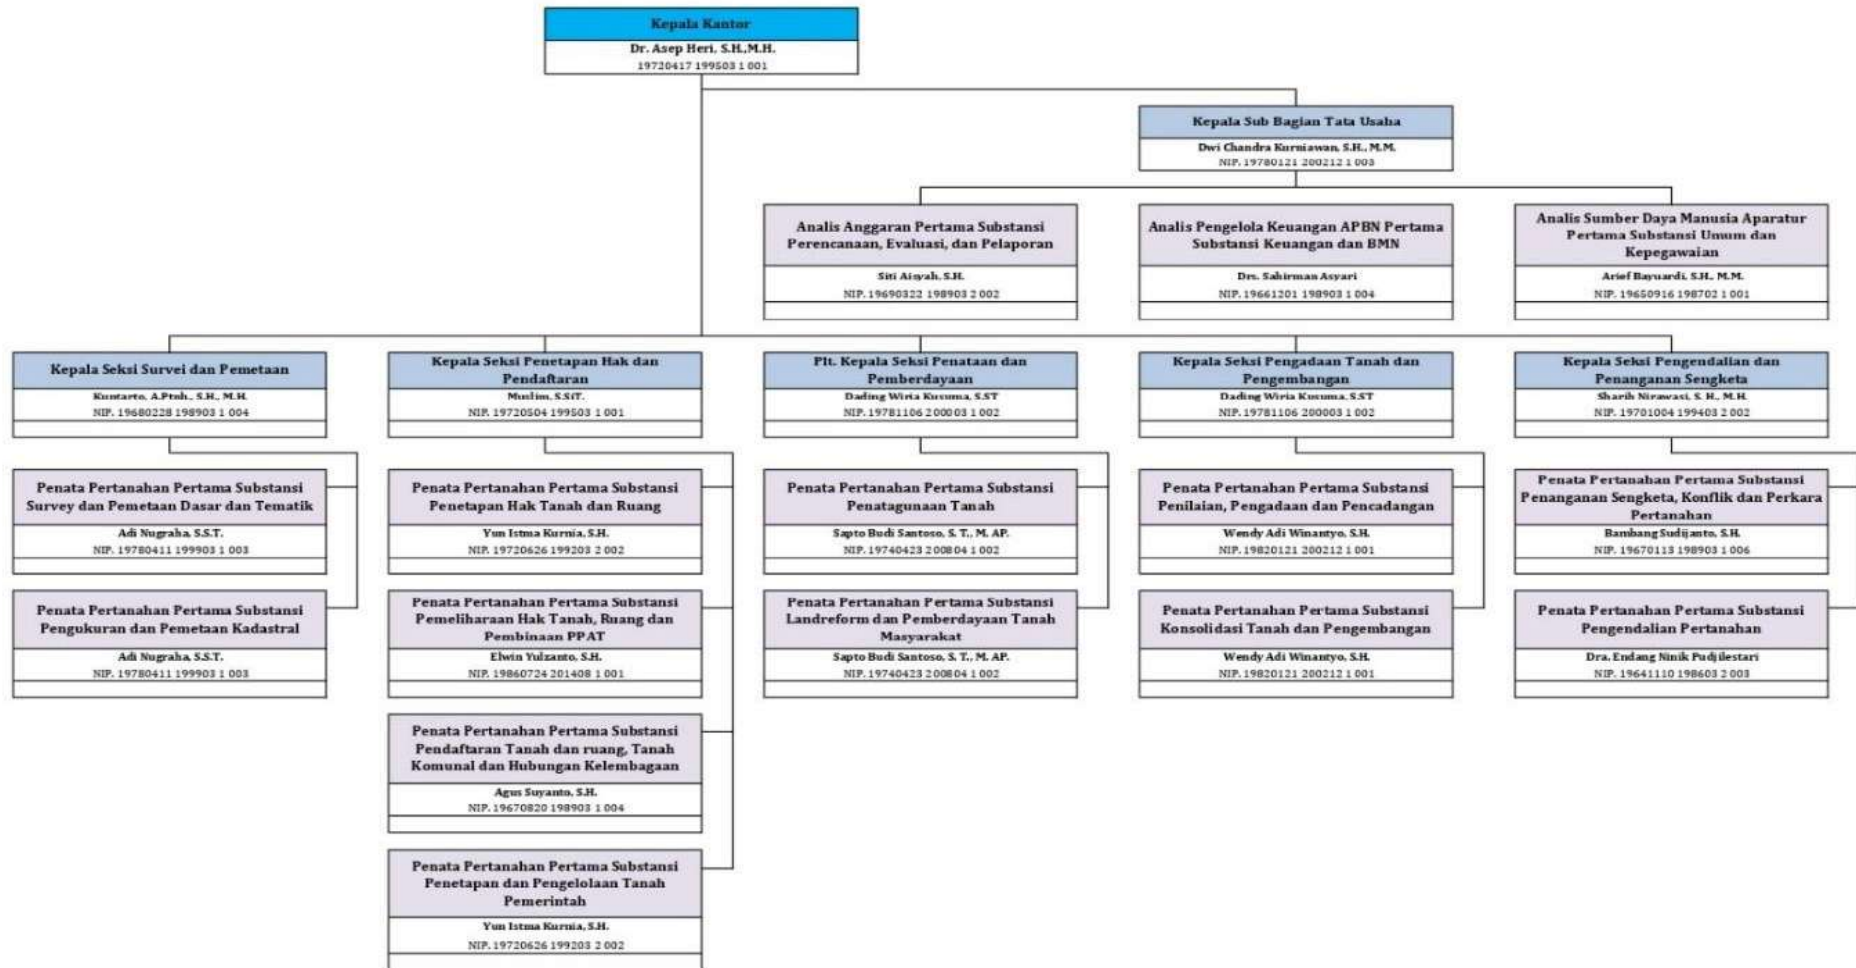 Kepala Kantor
Dr. Asep Heri, S.H.,M.H.
19720417 199503 1 001
Kepala Sub Bagian Tata Usaha
Dwi Chandra Kurniawan, S.H., M.M.
NIP. 19780121 200212 1 003
Analis Anggaran Pertama Substansi
Perencanaan, Evaluasi, dan Pelaporan
Siti Aisyah, S.H.
NIP. 19690322 198903 2 002
Analis Pengelola Keuangan APBN Pertama
Substansi Keuangan dan BMN
Drs. Sahirman Asyari
NIP. 19661201 198903 1 004
Analis Sumber Daya Manusia Aparatur
Pertama Substansi Umum dan
Kepegawaian
Arief Bayuardi, S.H., M.M.
NIP. 19650916 198702 1 001
Kepala Seksi Survei dan Pemetaan
Kuntarto, A.Ptnh., S.H., M.H.
NIP. 19680228 198903 1 004
Kepala Seksi Penetapan Hak dan
Pendaftaran
Muslim, S.SiT.
NIP. 19720504 199503 1 001
Plt. Kepala Seksi Penataan dan
Pemberdayaan
Dading Wiria Kusuma, S.ST
NIP. 19781106 200003 1 002
Kepala Seksi Pengadaan Tanah dan
Pengembangan
Dading Wiria Kusuma, S.ST
NIP. 19781106 200003 1 002
Kepala Seksi Pengendalian dan
Penanganan Sengketa
Sharih Nirawasi, S. H., M.H.
NIP. 19701004 199403 2 002
Penata Pertanahan Pertama Substansi
Survey dan Pemetaan Dasar dan Tematik
Adi Nugraha, S.S.T.
NIP. 19780411 199903 1 003
Penata Pertanahan Pertama Substansi
Pengukuran dan Pemetaan Kadastral
Adi Nugraha, S.S.T.
NIP. 19780411 199903 1 003
Penata Pertanahan Pertama Substansi
Penetapan Hak Tanah dan Ruang
Yun Istma Kurnia, S.H.
NIP. 19720626 199203 2 002
Penata Pertanahan Pertama Substansi
Pemeliharaan Hak Tanah, Ruang dan
Pembinaan PPAT
Elwin Yulzanto, S.H.
NIP. 19860724 201408 1 001
Penata Pertanahan Pertama Substansi
Pendaftaran Tanah dan ruang, Tanah
Komunal dan Hubungan Kelembagaan
Agus Suyanto, S.H.
NIP. 19670820 198903 1 004
Penata Pertanahan Pertama Substansi
Penetapan dan Pengelolaan Tanah
Pemerintah
Yun Istma Kurnia, S.H.
NIP. 19720626 199203 2 002
Penata Pertanahan Pertama Substansi
Penatagunaan Tanah
Sapto Budi Santoso, S. T., M. AP.
NIP. 19740423 200804 1 002
Penata Pertanahan Pertama Substansi
Landreform dan Pemberdayaan Tanah
Masyarakat
Sapto Budi Santoso, S. T., M. AP.
NIP. 19740423 200804 1 002
Penata Pertanahan Pertama Substansi
Penilaian, Pengadaan dan Pencadangan
Wendy Adi Winantyo, S.H.
NIP. 19820121 200212 1 001
Penata Pertanahan Pertama Substansi
Konsolidasi Tanah dan Pengembangan
Wendy Adi Winantyo, S.H.
NIP. 19820121 200212 1 001
Penata Pertanahan Pertama Substansi
Penanganan Sengketa, Konflik dan Perkara
Pertanahan
Bambang Sudijanto, S.H.
NIP. 19670113 198903 1 006
Penata Pertanahan Pertama Substansi
Pengendalian Pertanahan
Dra. Endang Ninik Pudjilestari
NIP. 19641110 198603 2 003